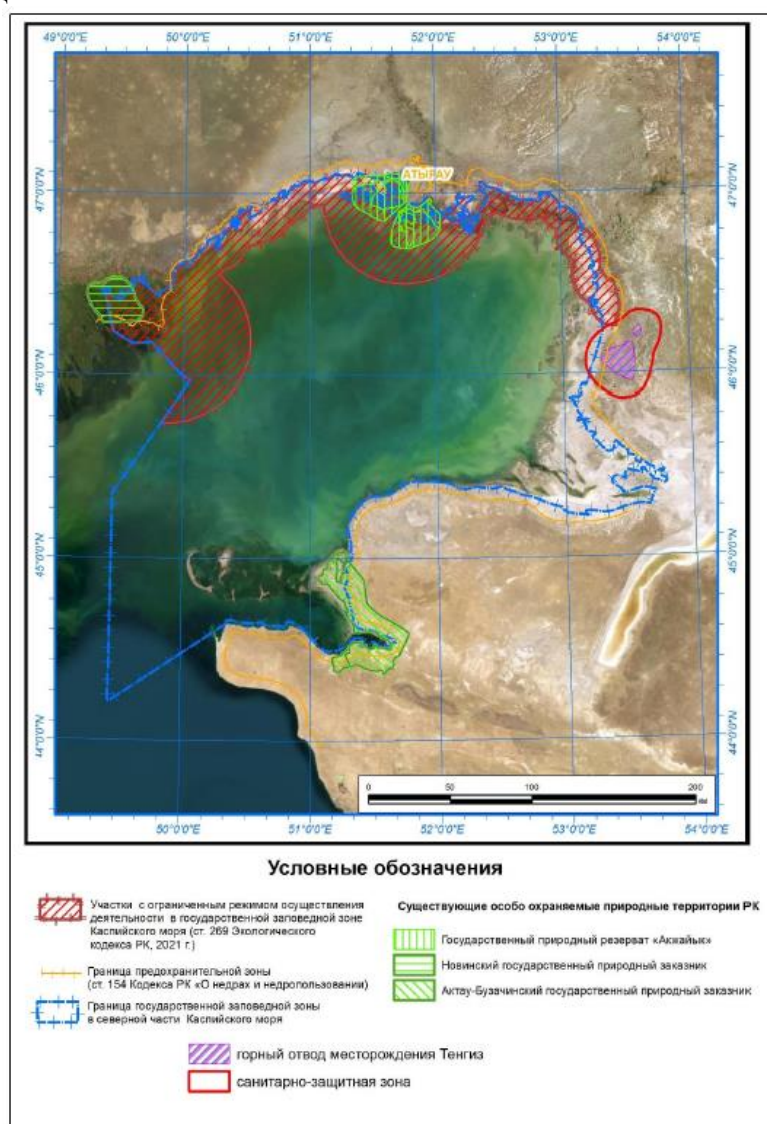 49°0'0"E 50°0'0"E 51°0'0"E 52°0'0"E 53°0'0"E 54°0'0"E
АТЫРАУ
47°0'0"N 47°0'0"N
46°0'0"N 46°0'0"N
45°0'0"N 45°0'0"N
44°0'0"N 44°0'0"N
0 50 100 200
50°0'0"E 51°0'0"E 52°0'0"E 53°0'0"E 54°0'0"E
Условные обозначения
Участки с ограниченным режимом осуществления
деятельности в государственной заповедной зоне
Каспийского моря (ст. 269 Экологического
кодекса РК, 2021 г.)
Граница предохранительной зоны
(ст. 154 Кодекса РК «О недрах и недропользовании)
Граница государственной заповедной зоны
в северной части Каспийского моря
Существующие особо охраняемые природные территории РК
Государственный природный резерват «Акжайык»
Новинский государственный природный заказник
Актау-Бузачинский государственный природный заказник
горный отвод месторождения Тенгиз
санитарно-защитная зона